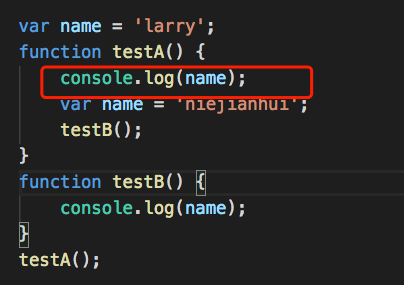 var name = 'larry';
function testA() {
console.log(name);
var name = 'niejianhui';
testB();
}
function testB() {
console.log(name);
}
testA();